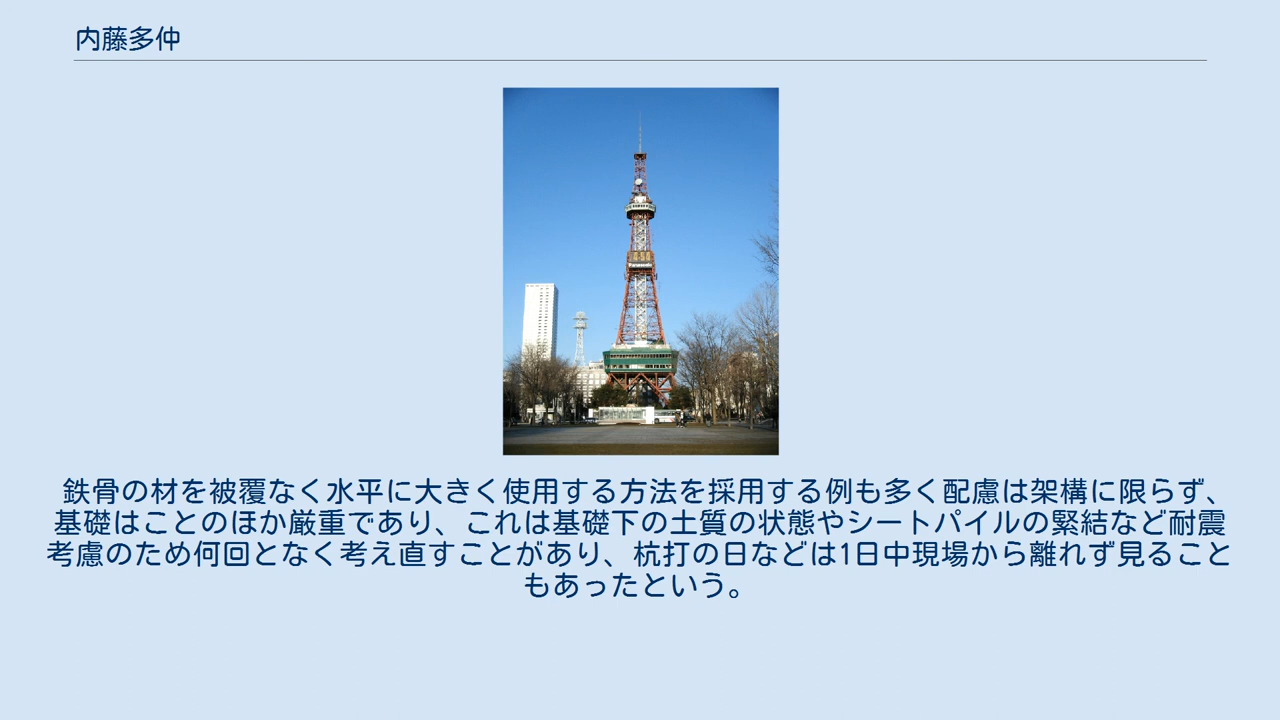 内藤多仲
Panasonic
鉄骨の材を被覆なく水平に大きく使用する方法を採用する例も多く配慮は架構に限らず、
基礎はことのほか厳重であり、これは基礎下の土質の状態やシートパイルの緊結など耐震
考慮のため何回となく考え直すことがあり、杭打の日などは1日中現場から離れず見ること
もあったという。